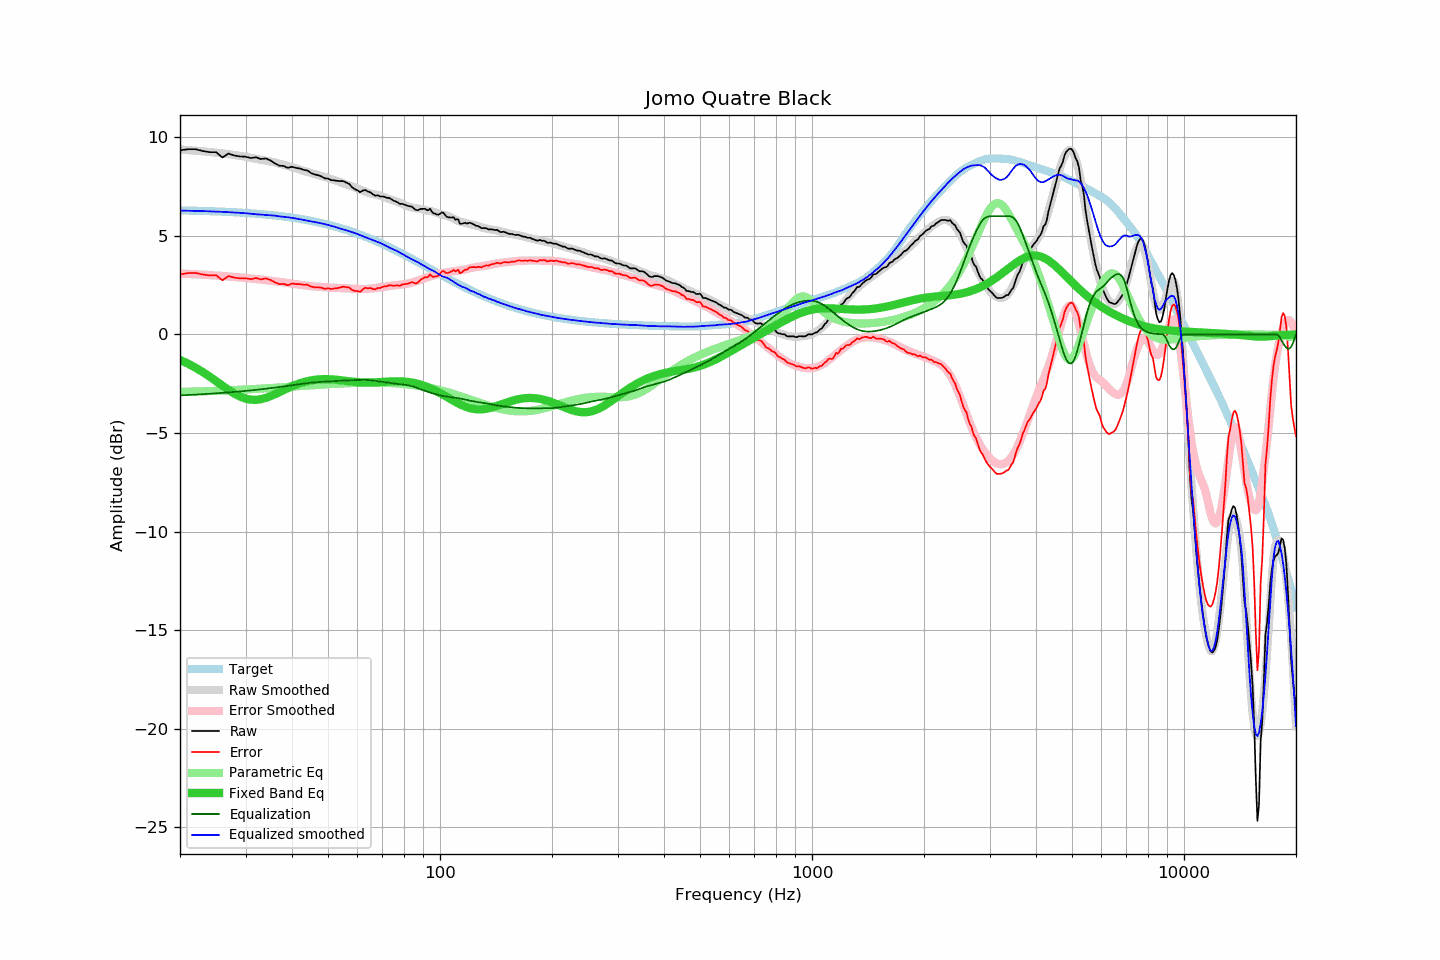 Jomo Quatre Black
10
5
0
−5
−10
−15
−20
−25
Amplitude (dBr)
Target
Raw Smoothed
Error Smoothed
Raw
Error
Parametric Eq
Fixed Band Eq
Equalization
Equalized smoothed
100
1000
10000
Frequency (Hz)